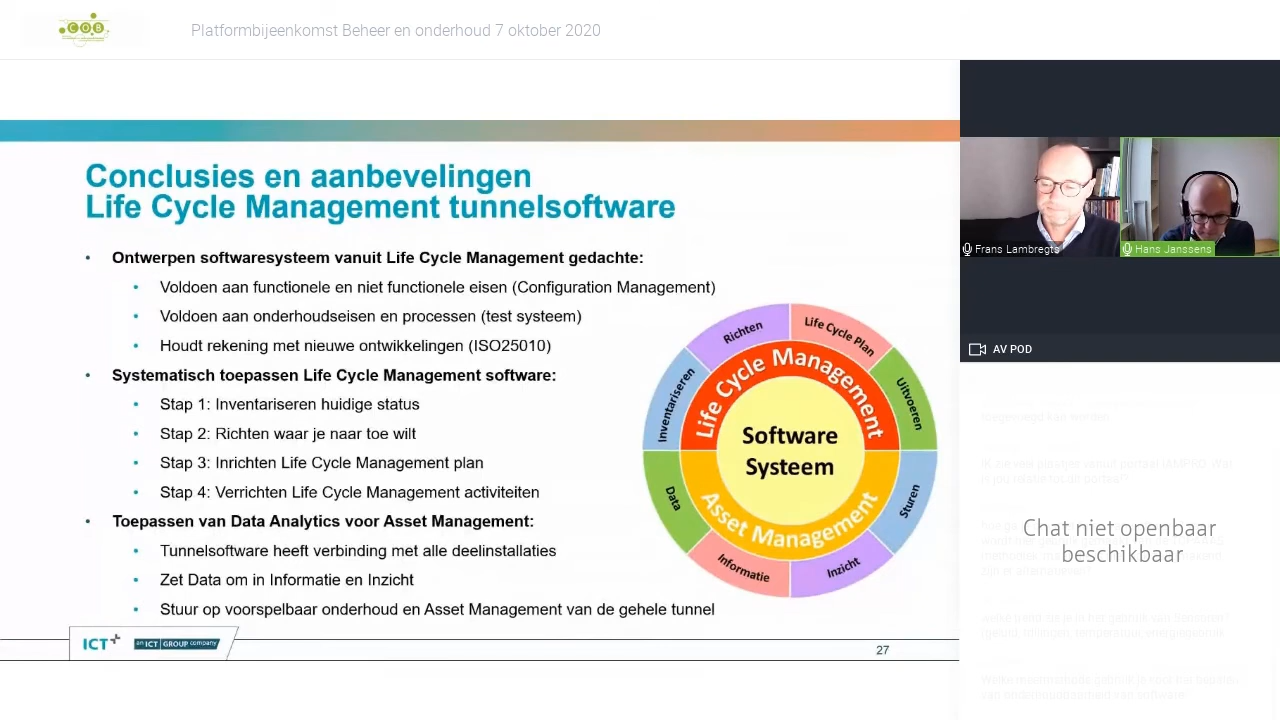 COB
Platformbijeenkomst Beheer en onderhoud 7 oktober 2020
Conclusies en aanbevelingen
Life Cycle Management tunnelsoftware
• Ontwerpen softwaresysteem vanuit Life Cycle Management gedachte:
• Voldoen aan functionele en niet functionele eisen (Configuration Management)
• Voldoen aan onderhoudseisen en processen (test systeem)
• Houdt rekening met nieuwe ontwikkelingen (ISO25010)
• Systematisch toepassen Life Cycle Management software:
• Stap 1: Inventariseren huidige status
• Stap 2: Richten waar je naar toe wilt
• Stap 3: Inrichten Life Cycle Management plan
• Stap 4: Verrichten Life Cycle Management activiteiten
• Toepassen van Data Analytics voor Asset Management:
• Tunnelsoftware heeft verbinding met alle deelinstallaties
• Zet Data om in Informatie en Inzicht
• Stuur op voorspelbaar onderhoud en Asset Management van de gehele tunnel
Richten
Life Cycle Plan
Inventariseren
Uitvoeren
Life Cycle Management
Software
Systeem
Asset Management
Data
Sturen
Informatie
Inzicht
ICT
an ICT GROUP company
27
Frans Lambregts
Hans Janssens
AV POD
Chat niet openbaar
beschikbaar